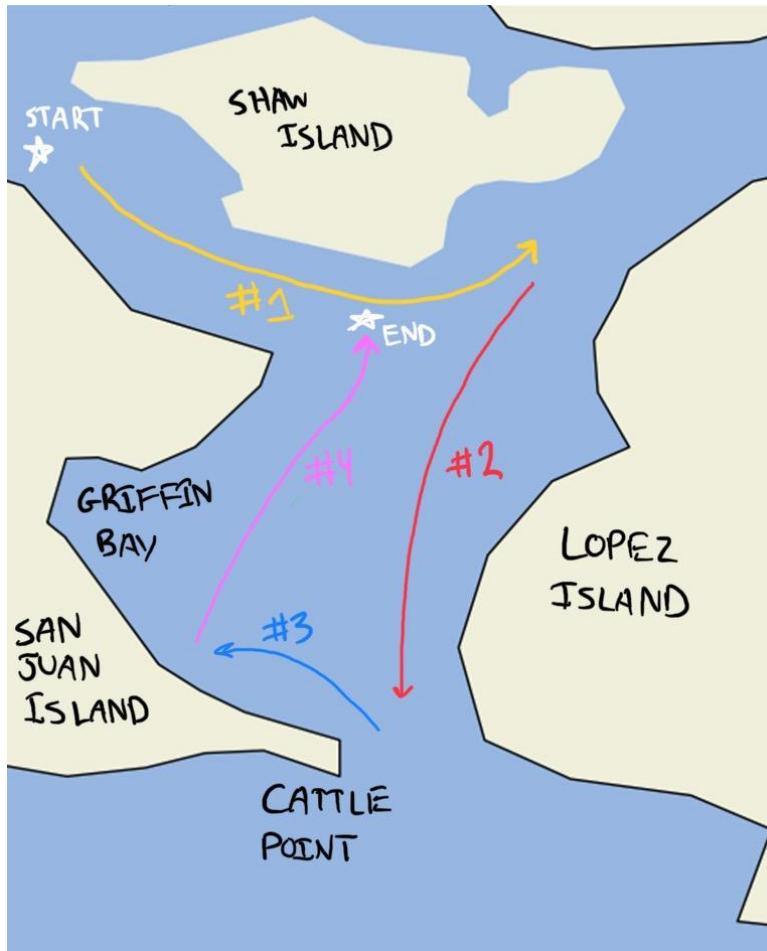 SHAW
ISLAND
START
#1
END
#4
#2
GRIFFIN
BAY
LOPEZ
ISLAND
#3
SAN
JUAN
ISLAND
CATTLE
POINT